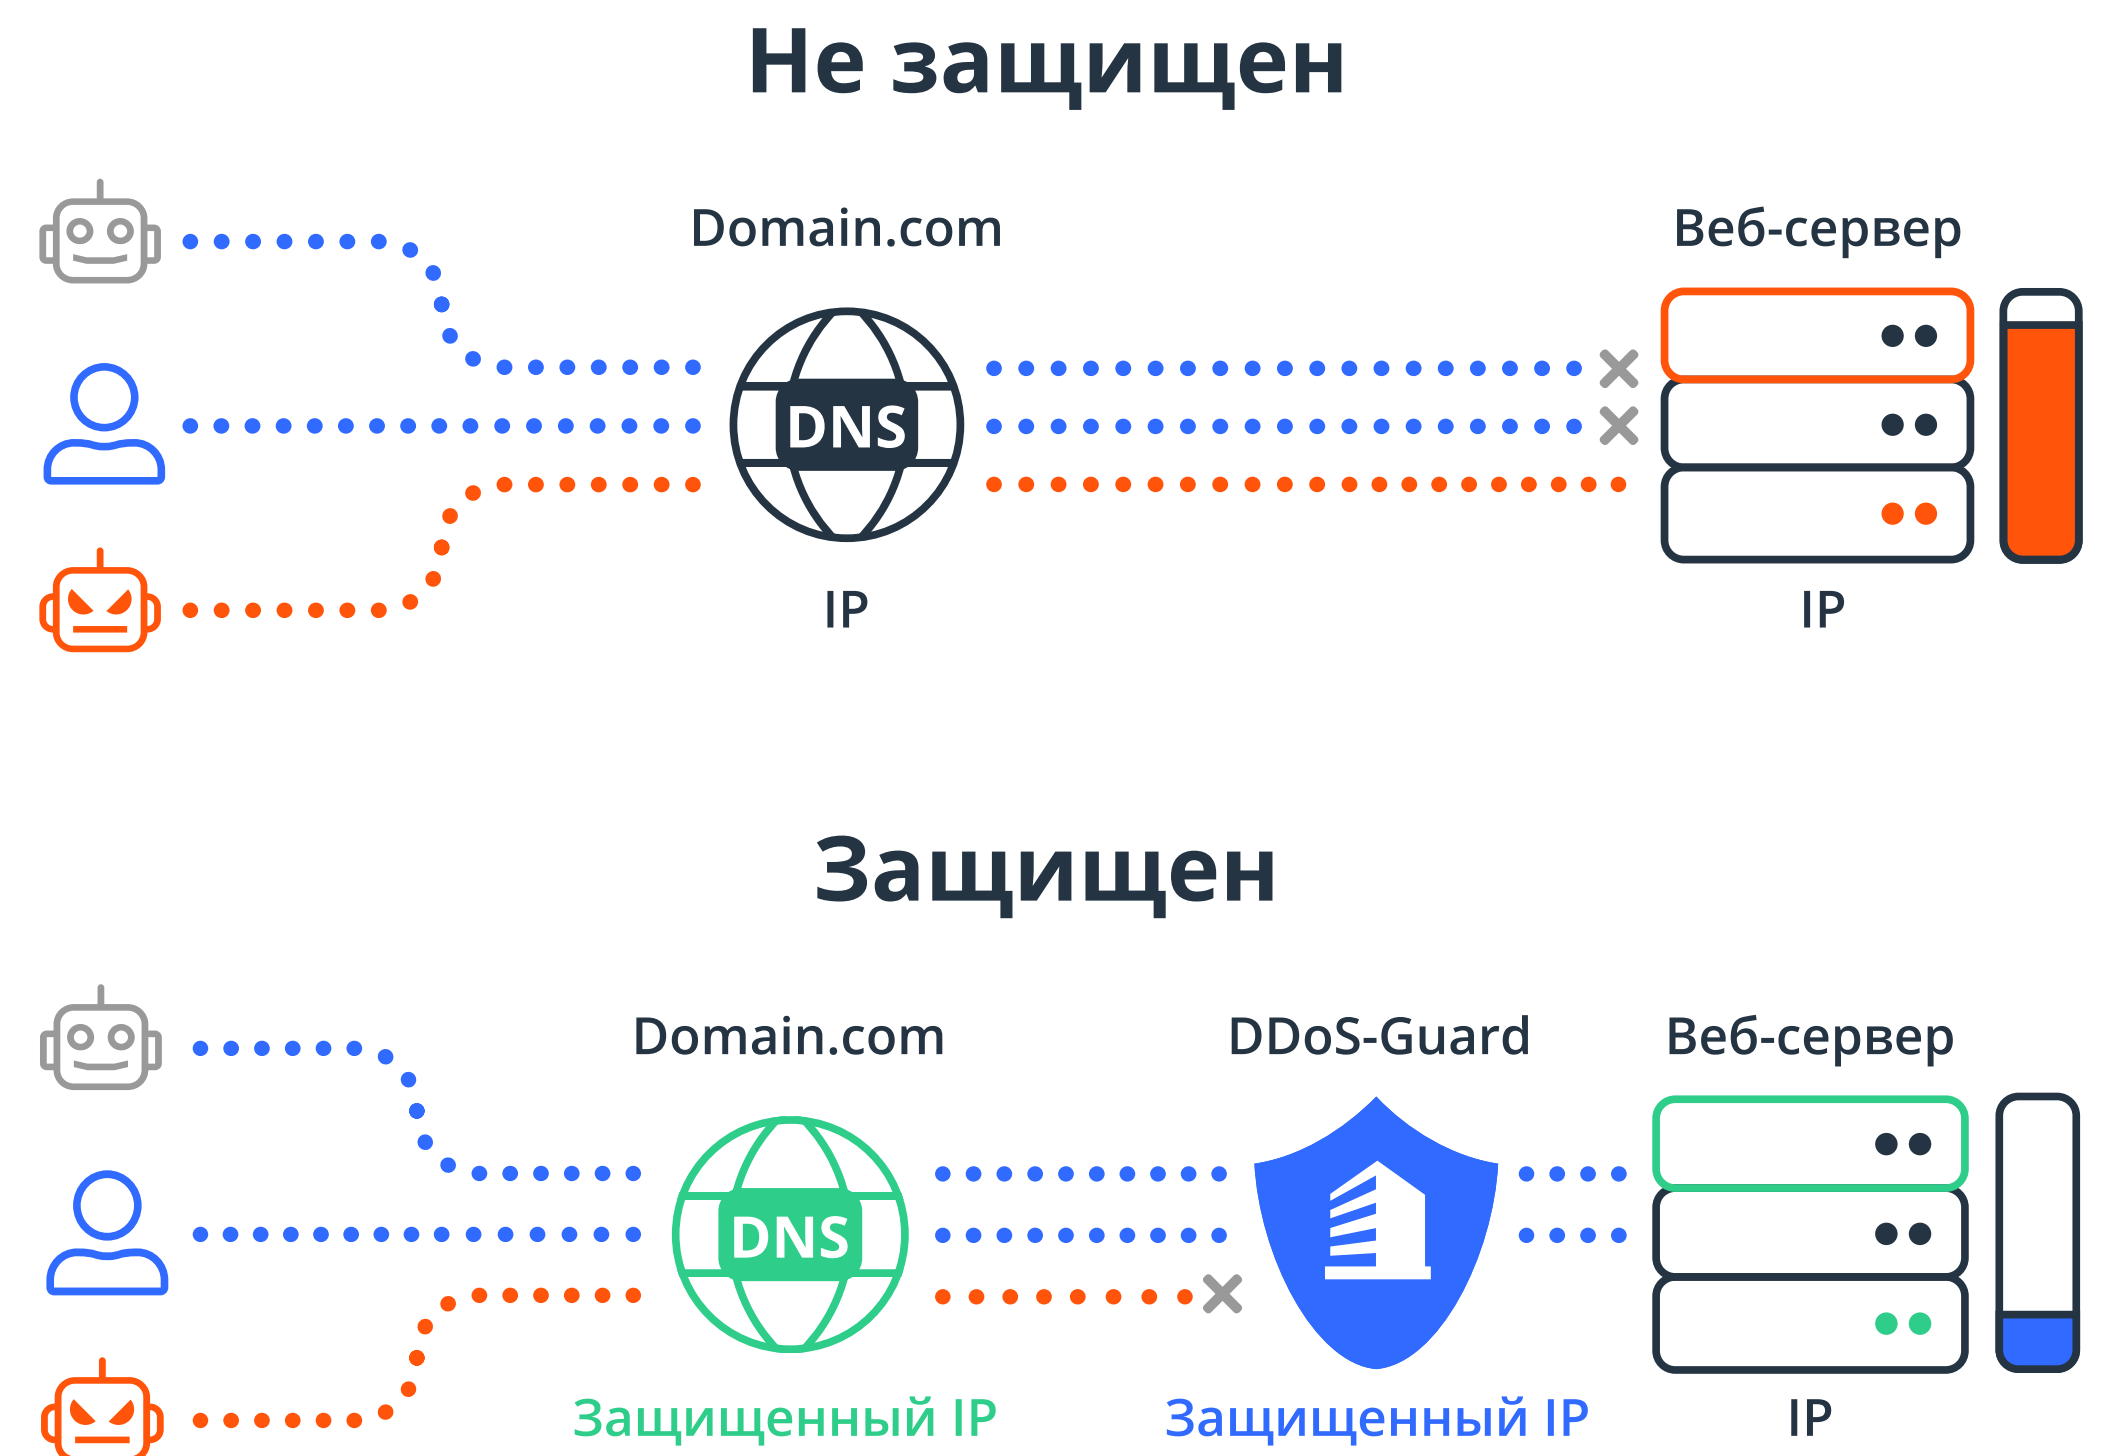 Не защищен
Domain.com
Веб-сервер
DNS
IP
IP
Защищен
Domain.com
DDoS-Guard
Веб-сервер
DNS
Защищенный IP
Защищенный IP
IP